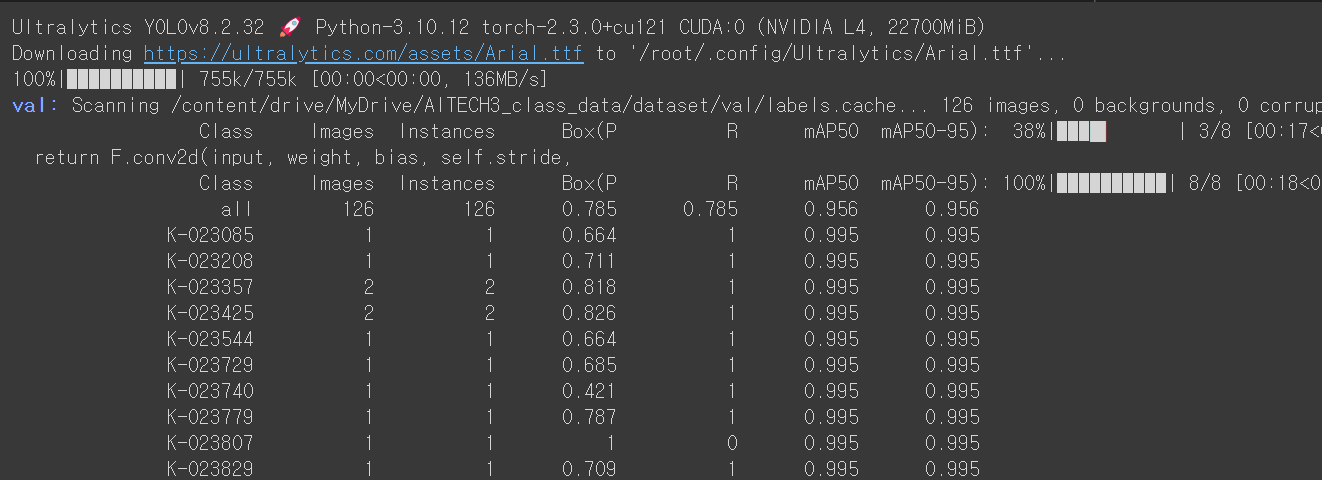 Ultralytics YOLOv8.2.32 🚀 Python-3.10.12 torch-2.3.0+cu121 CUDA:0 (NVIDIA L4, 22700MiB)
Downloading https://ultralytics.com/assets/Arial.ttf to '/root/.config/Ultralytics/Arial.ttf'...
100%|██████████| 755k/755k [00:00<00:00, 136MB/s]
val: Scanning /content/drive/MyDrive/AITECH3_class_data/dataset/val/labels.cache... 126 images, 0 backgrounds, 0 corrup
Class Images Instances Box(P R mAP50 mAP50-95): 38%|████ | 3/8 [00:17<0
return F.conv2d(input, weight, bias, self.stride,
Class Images Instances Box(P R mAP50 mAP50-95): 100%|██████████| 8/8 [00:18<0
all 126 126 0.785 0.785 0.956 0.956
K-023085 1 1 0.664 1 0.995 0.995
K-023208 1 1 0.711 1 0.995 0.995
K-023357 2 2 0.818 1 0.995 0.995
K-023425 2 2 0.826 1 0.995 0.995
K-023544 1 1 0.664 1 0.995 0.995
K-023729 1 1 0.685 1 0.995 0.995
K-023740 1 1 0.421 1 0.995 0.995
K-023779 1 1 0.787 1 0.995 0.995
K-023807 1 1 1 0 0.995 0.995
K-023829 1 1 0.709 1 0.995 0.995